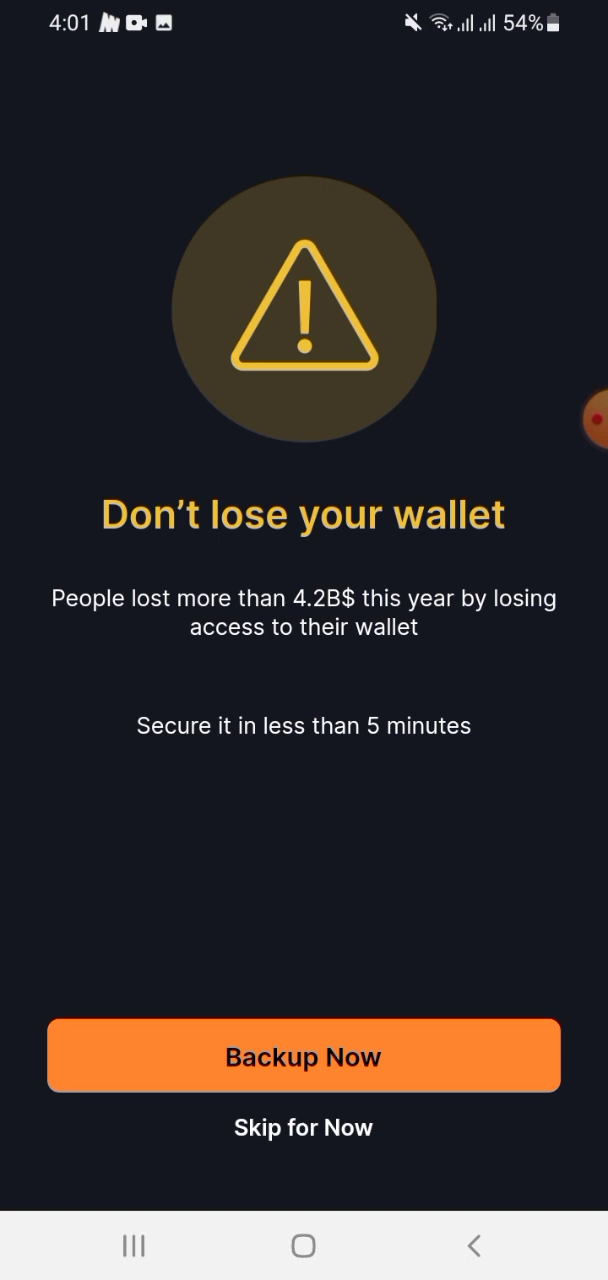 4:01 54%
Don’t lose your wallet
People lost more than 4.2B$ this year by losing
access to their wallet
Secure it in less than 5 minutes
Backup Now
Skip for Now